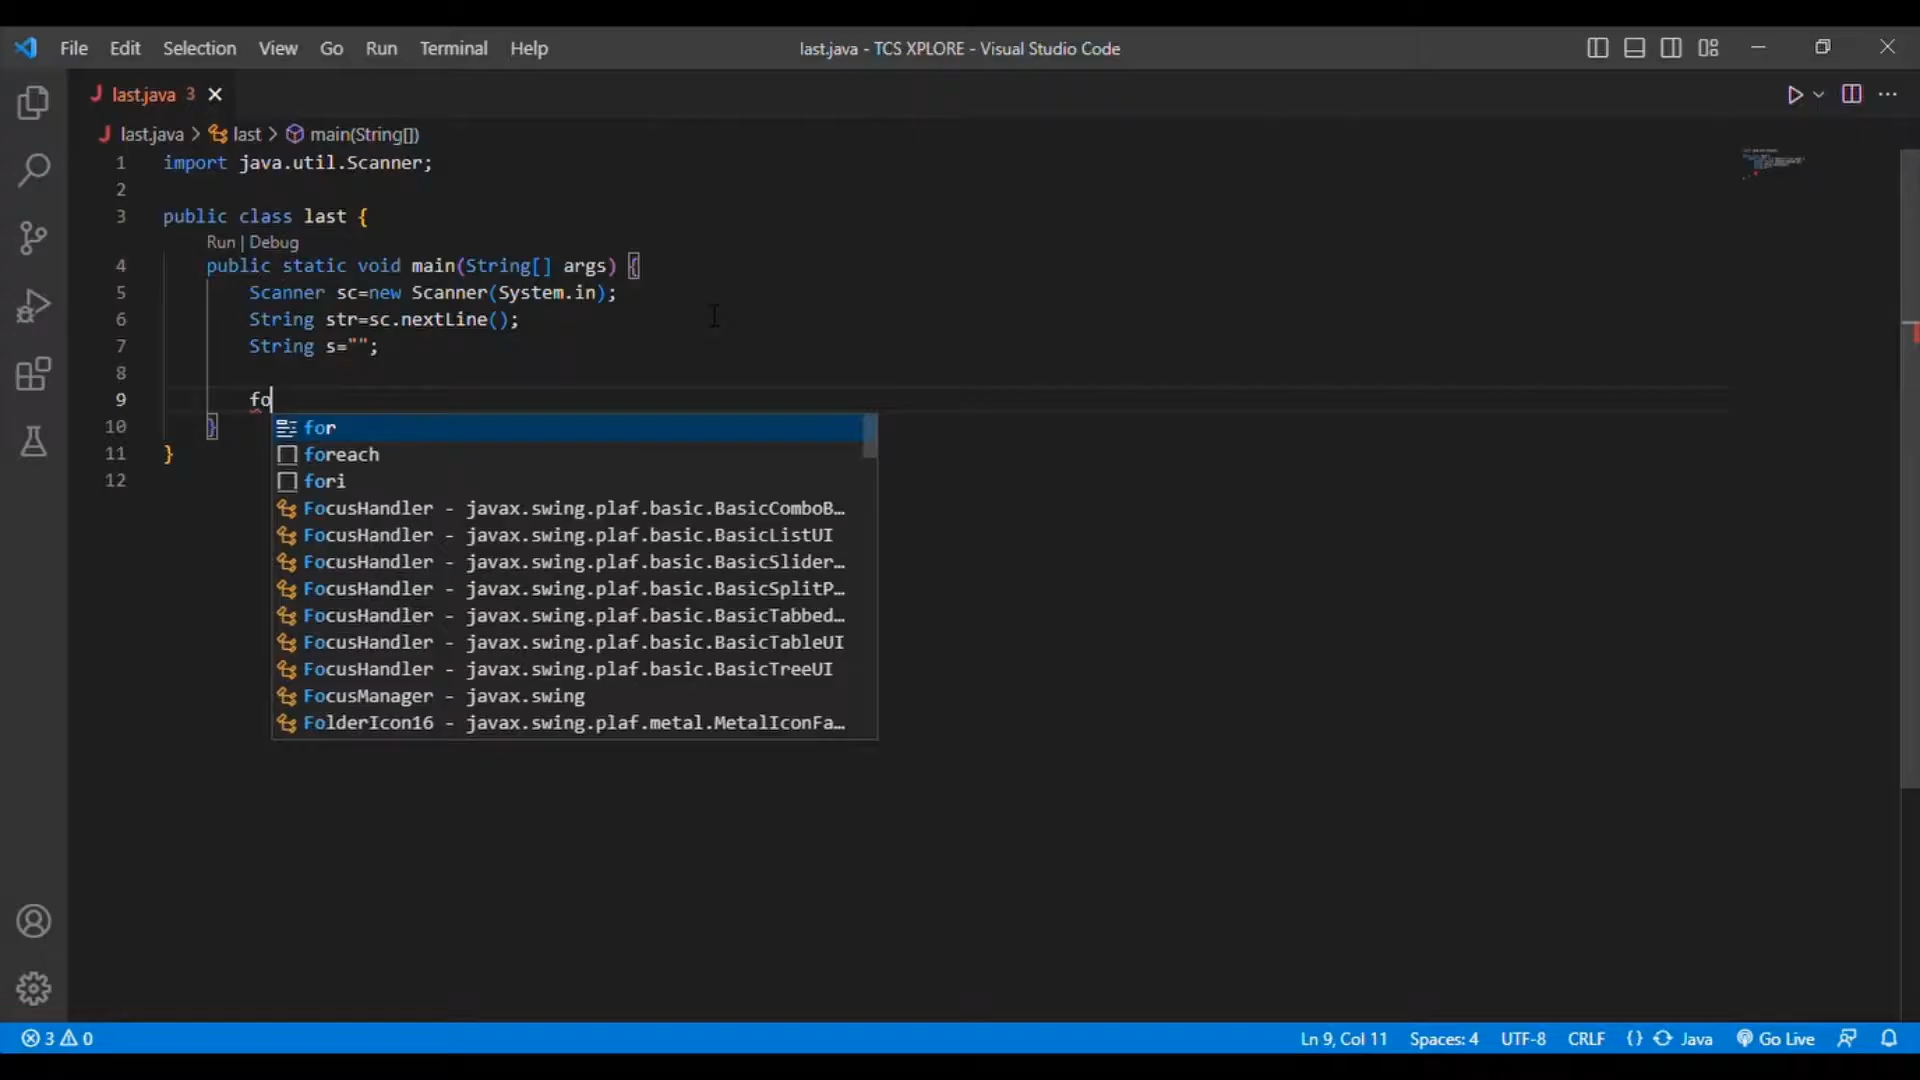 File Edit Selection View Go Run Terminal Help last.java - TCS XPLORE - Visual Studio Code
last.java 3
last.java > last > main(String[])
1 import java.util.Scanner;
2
3 public class last {
Run | Debug
4 public static void main(String[] args) {
5 Scanner sc=new Scanner(System.in);
6 String str=sc.nextLine();
7 String s="";
8
9 fo
10 }
for
11 }
foreach
12
fori
FocusHandler - javax.swing.plaf.basic.BasicComboB…
FocusHandler - javax.swing.plaf.basic.BasicListUI
FocusHandler - javax.swing.plaf.basic.BasicSlider…
FocusHandler - javax.swing.plaf.basic.BasicSplitP…
FocusHandler - javax.swing.plaf.basic.BasicTabbed…
FocusHandler - javax.swing.plaf.basic.BasicTableUI
FocusHandler - javax.swing.plaf.basic.BasicTreeUI
FocusManager - javax.swing
FolderIcon16 - javax.swing.plaf.metal.MetalIconFa…
3 0 Ln 9, Col 11 Spaces: 4 UTF-8 CRLF {} Java Go Live